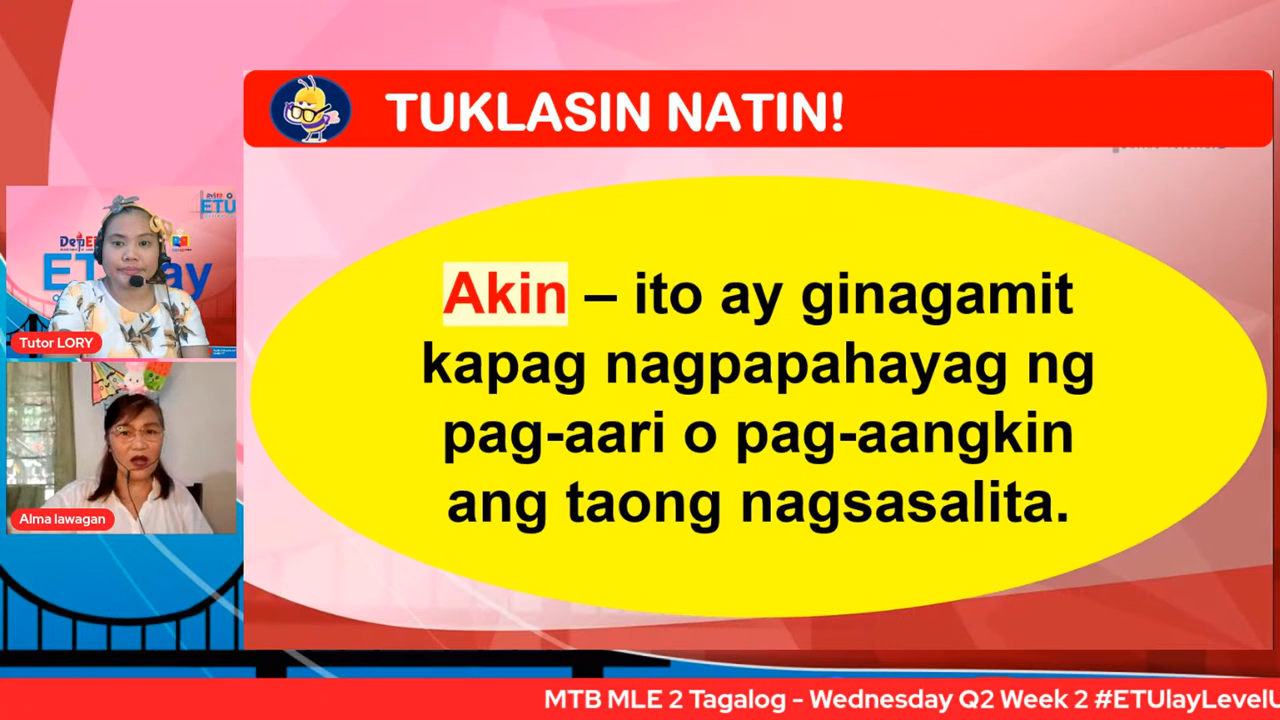 TUKLASIN NATIN!
Akin – ito ay ginagamit
kapag nagpapahayag ng
pag-aari o pag-aangkin
ang taong nagsasalita.
ETU
Tutor LORY
Alma lawagan
MTB MLE 2 Tagalog - Wednesday Q2 Week 2 #ETUlayLevelU